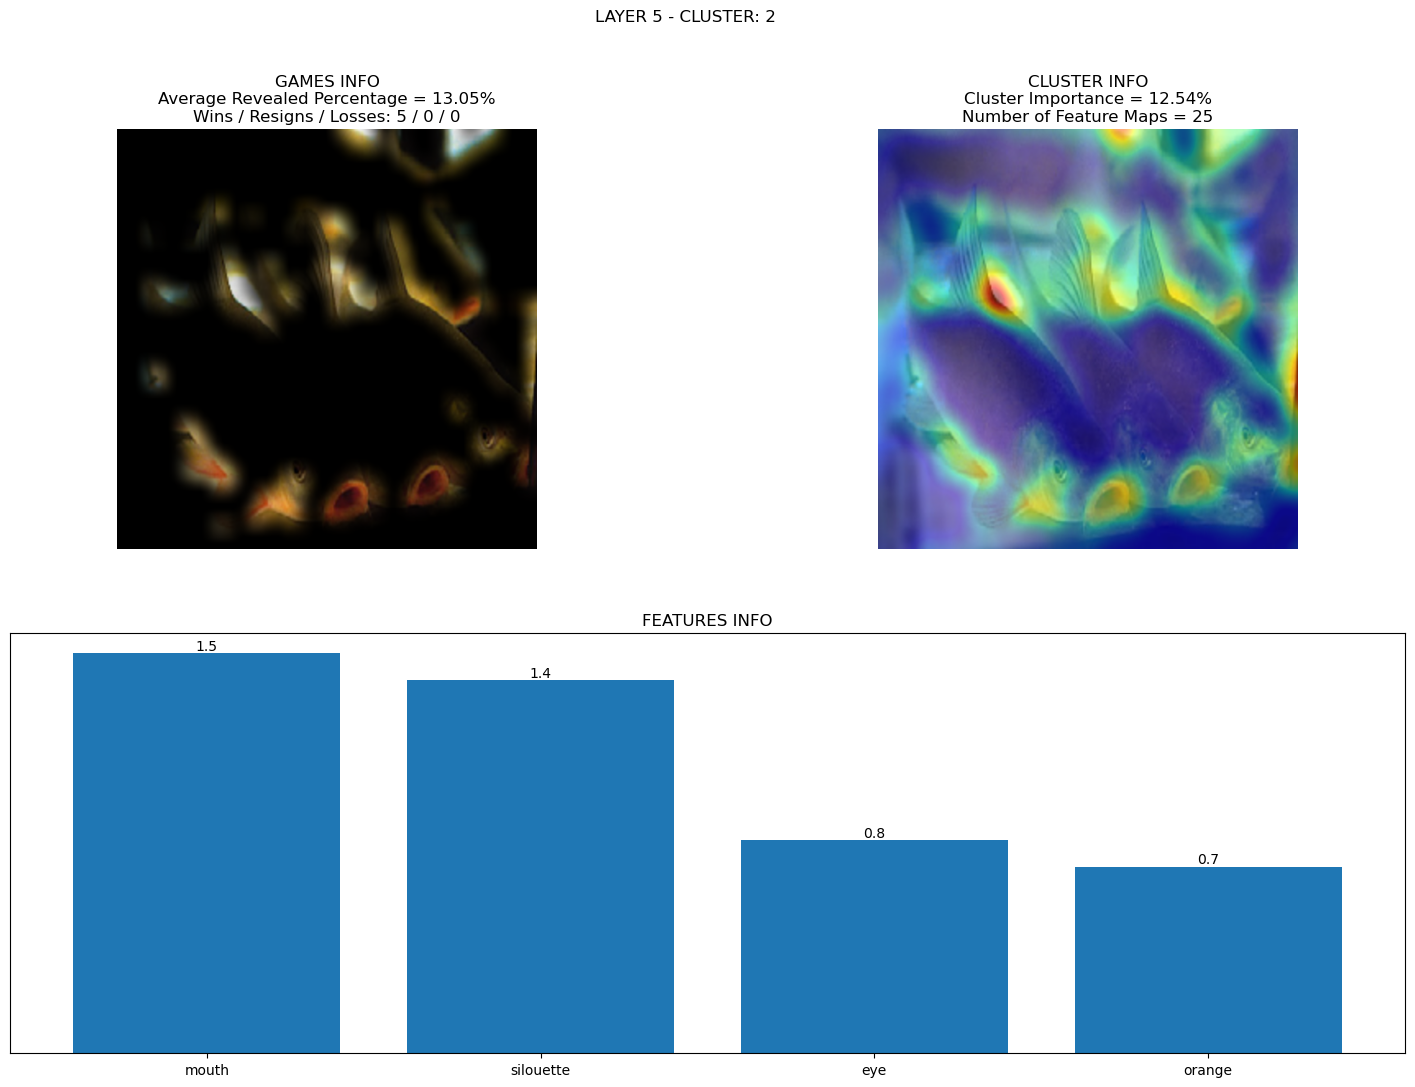 LAYER 5 - CLUSTER: 2
GAMES INFO
Average Revealed Percentage = 13.05%
Wins / Resigns / Losses: 5 / 0 / 0
CLUSTER INFO
Cluster Importance = 12.54%
Number of Feature Maps = 25
FEATURES INFO
1.5
1.4
0.8
0.7
mouth
silouette
eye
orange